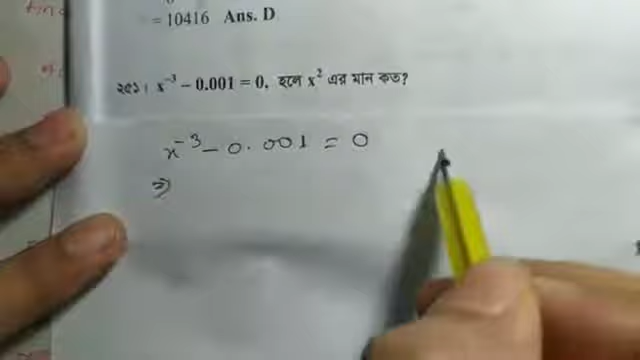 = 10416 Ans. D
২৫১। x⁻³ – 0.001 = 0, হলে x² এর মান কত?
x⁻³ – 0.001 = 0
⇒